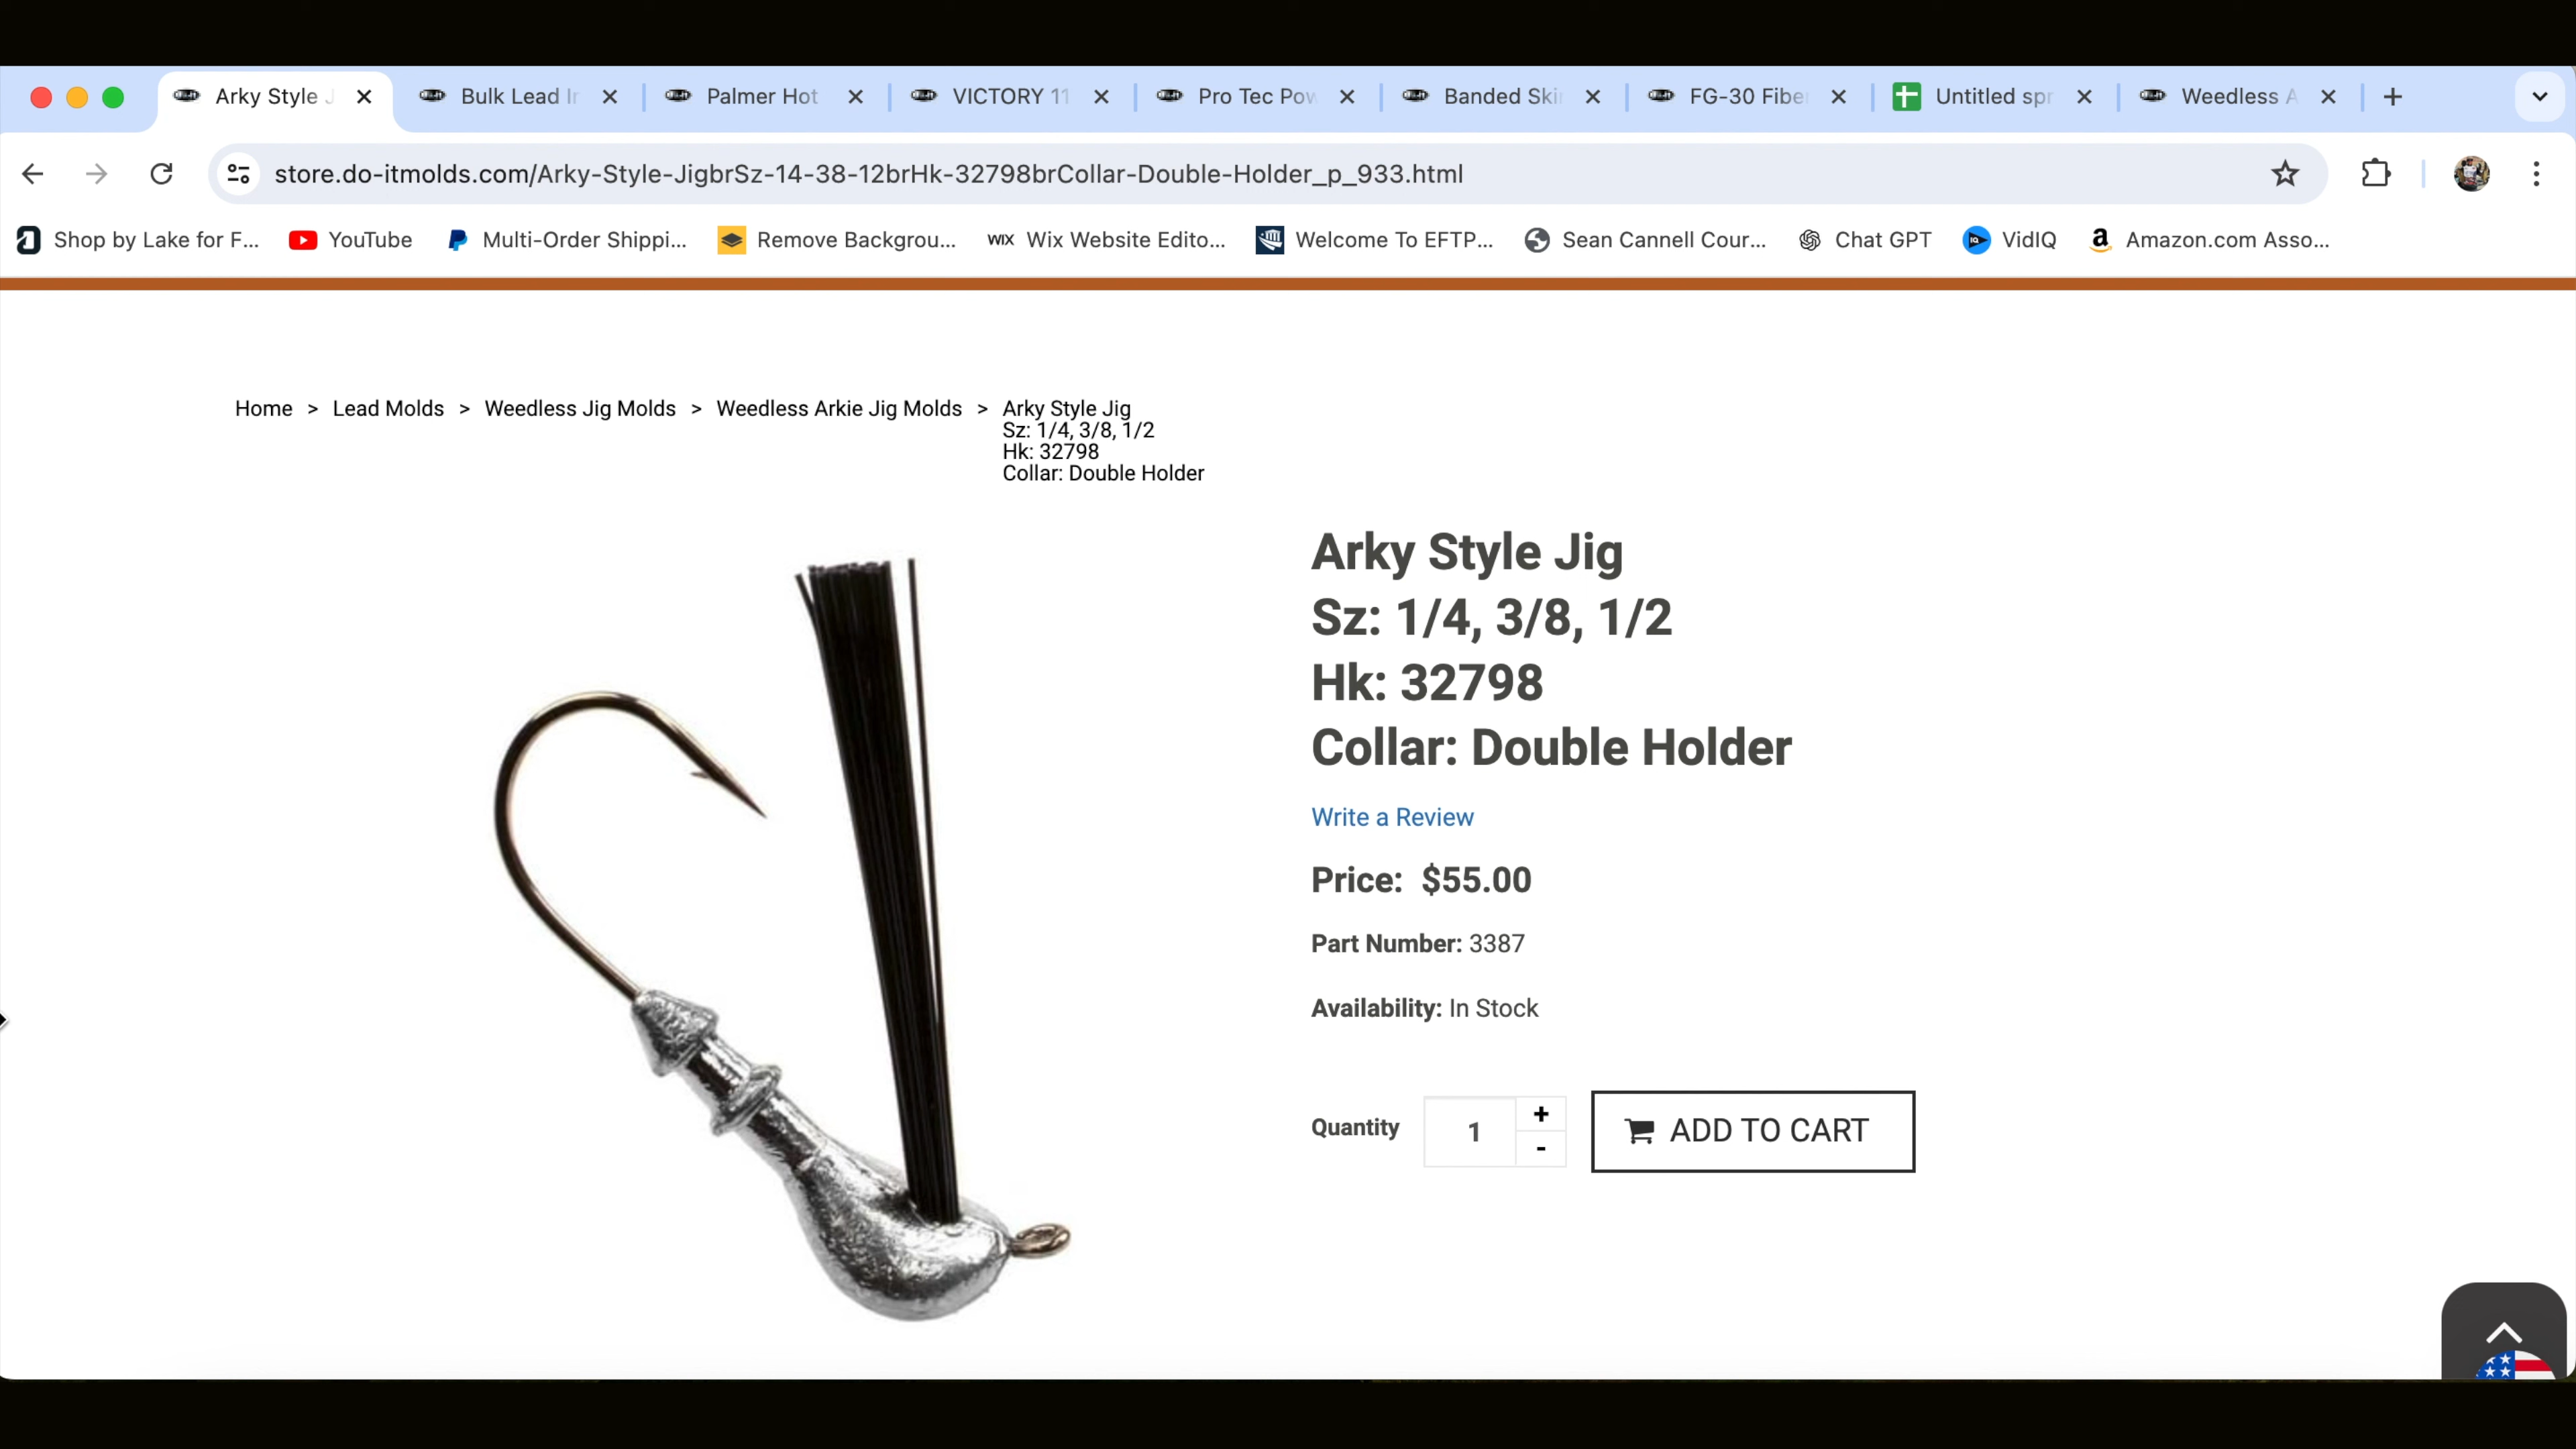 Arky Style J
Bulk Lead In
Palmer Hot
VICTORY 11
Pro Tec Pow
Banded Ski
FG-30 Fibe
Untitled spr
Weedless A
store.do-itmolds.com/Arky-Style-JigbrSz-14-38-12brHk-32798brCollar-Double-Holder_p_933.html
Shop by Lake for F...
YouTube
Multi-Order Shippi...
Remove Backgrou...
WIX Wix Website Edito...
Welcome To EFTP...
Sean Cannell Cour...
Chat GPT
VidIQ
Amazon.com Asso...
Home > Lead Molds > Weedless Jig Molds > Weedless Arkie Jig Molds > Arky Style Jig
Sz: 1/4, 3/8, 1/2
Hk: 32798
Collar: Double Holder
Arky Style Jig
Sz: 1/4, 3/8, 1/2
Hk: 32798
Collar: Double Holder
Write a Review
Price: $55.00
Part Number: 3387
Availability: In Stock
Quantity 1 + - ADD TO CART